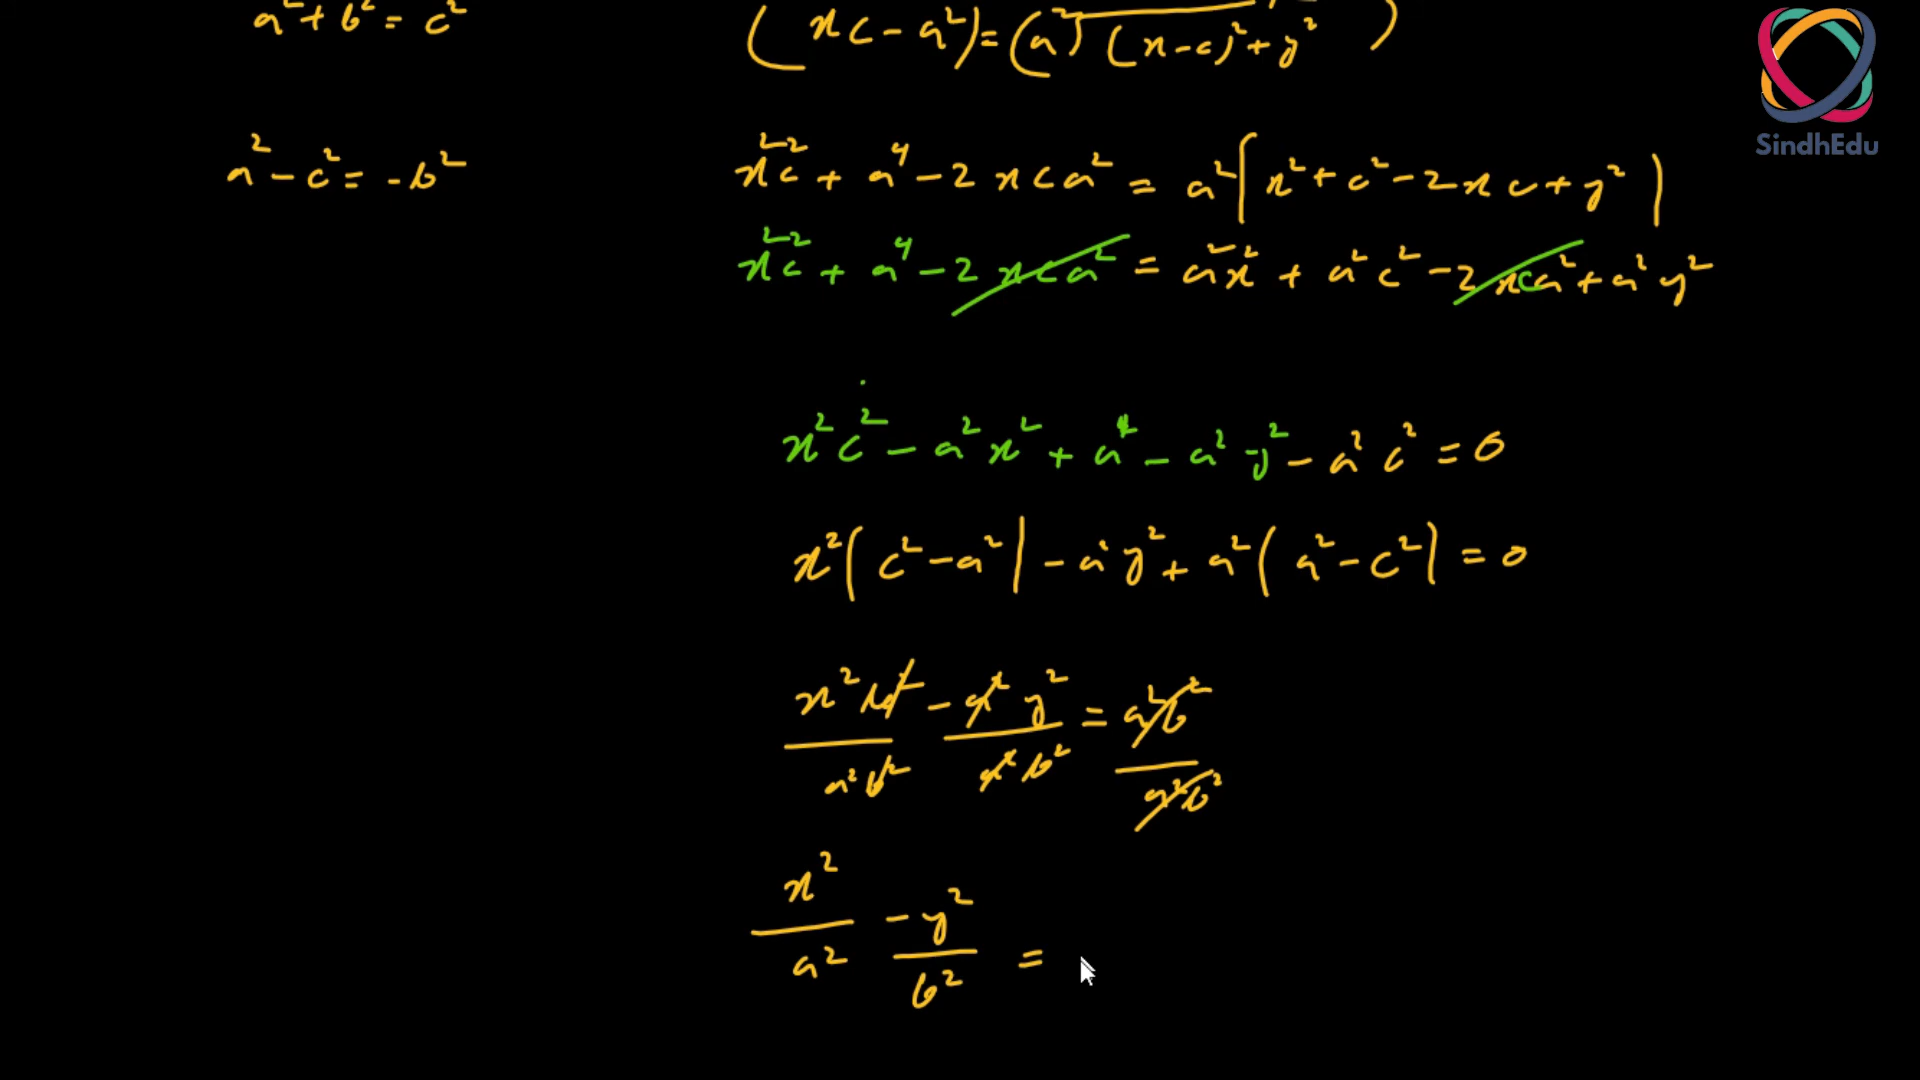 a² + b² = c²
(xc - a²) = (a² √(x-c)² + y²)
SindhEdu
a² - c² = -b²
x²c² + a⁴ - 2xca² = a²[x² + c² - 2xc + y²)
x²c² + a⁴ - 2xca² = a²x² + a²c² - 2xca² + a²y²
x²c² - a²x² + a⁴ - a²y² - a²c² = 0
x²(c² - a²) - a²y² + a²(a² - c²) = 0
x²b²/a²b² - a²y²/a²b² = a²b²/a²b²
x²/a² - y²/b² =